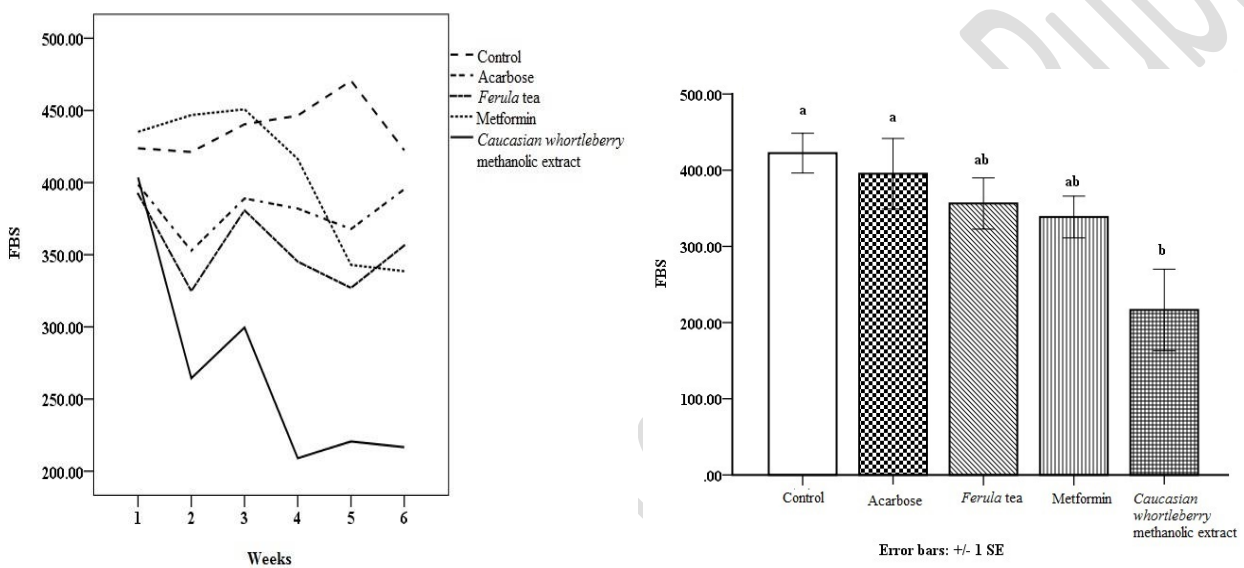 500.00
450.00
400.00
350.00
300.00
250.00
200.00
FBS
1 2 3 4 5 6
Weeks
Control
Acarbose
Ferula tea
Metformin
Caucasian whortleberry
methanolic extract
500.00
400.00
300.00
200.00
100.00
.00
FBS
a
a
ab
ab
b
Control
Acarbose
Ferula tea
Metformin
Caucasian
whortleberry
methanolic extract
Error bars: +/- 1 SE